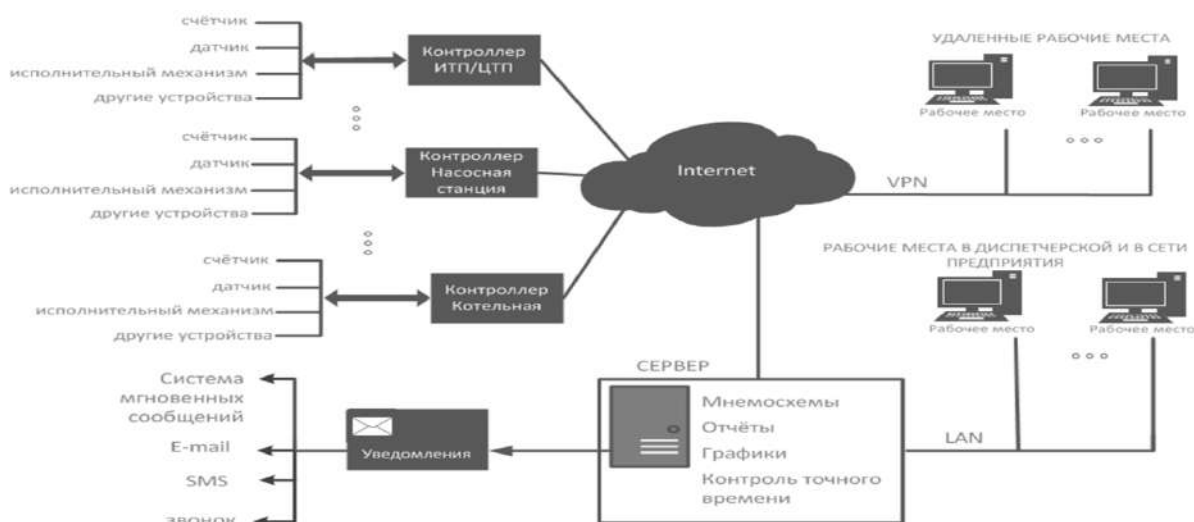 счётчик
датчик
исполнительный механизм
другие устройства
Контроллер
ИТП/ЦТП
счётчик
датчик
исполнительный механизм
другие устройства
Контроллер
Насосная
станция
счётчик
датчик
исполнительный механизм
другие устройства
Контроллер
Котельная
Internet
УДАЛЕННЫЕ РАБОЧИЕ МЕСТА
Рабочее место
Рабочее место
VPN
РАБОЧИЕ МЕСТА В ДИСПЕТЧЕРСКОЙ И В СЕТИ
ПРЕДПРИЯТИЯ
Рабочее место
Рабочее место
LAN
СЕРВЕР
Мнемосхемы
Отчёты
Графики
Контроль точного
времени
Уведомления
Система
мгновенных
сообщений
E-mail
SMS
звонок